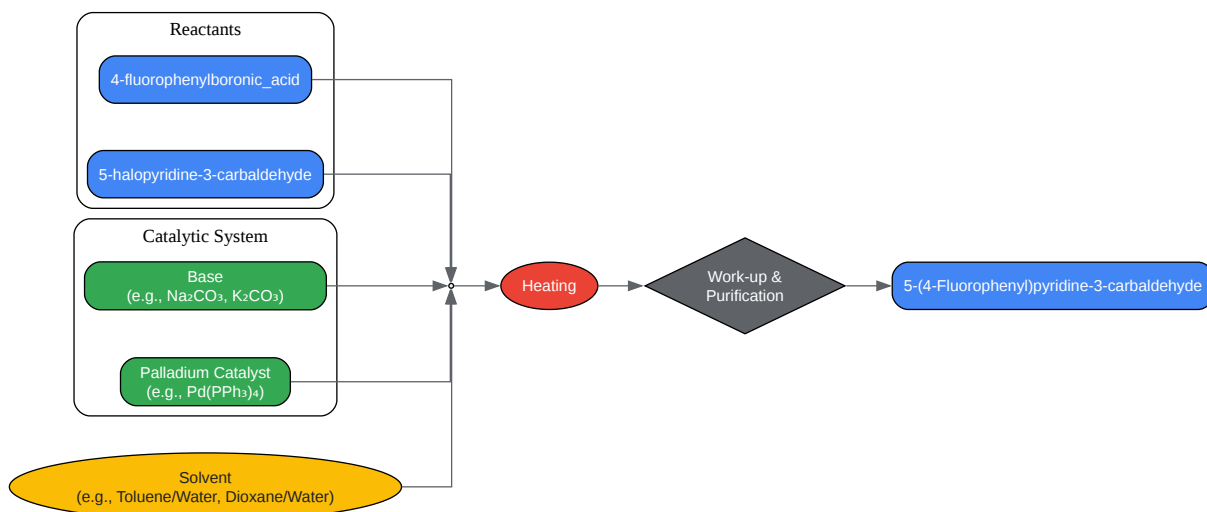 Reactants
4-fluorophenylboronic_acid
5-halopyridine-3-carbaldehyde
Catalytic System
Base
(e.g., Na₂CO₃, K₂CO₃)
Palladium Catalyst
(e.g., Pd(PPh₃)₄)
Solvent
(e.g., Toluene/Water, Dioxane/Water)
Heating
Work-up &
Purification
5-(4-Fluorophenyl)pyridine-3-carbaldehyde